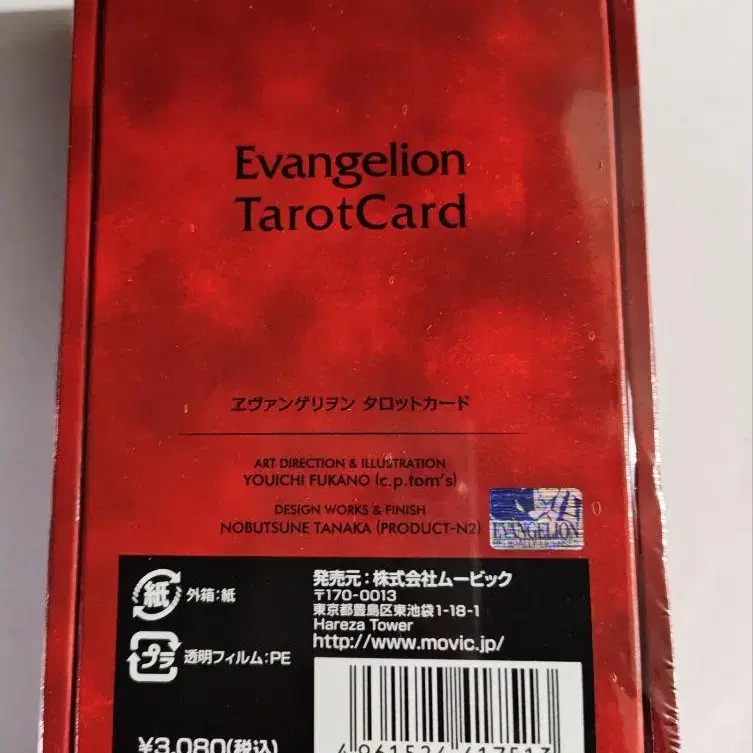 Evangelion
TarotCard
ヱヴァンゲリヲン タロットカード
ART DIRECTION & ILLUSTRATION
YOUICHI FUKANO (c.p.tom's)
DESIGN WORKS & FINISH
NOBUTSUNE TANAKA (PRODUCT-N2)
EVANGELION
紙 外箱:紙
プラ 透明フィルム:PE
発売元:株式会社ムービック
〒170-0013
東京都豊島区東池袋1-18-1
Hareza Tower
http://www.movic.jp/
¥3,080(税込)
4961524417513